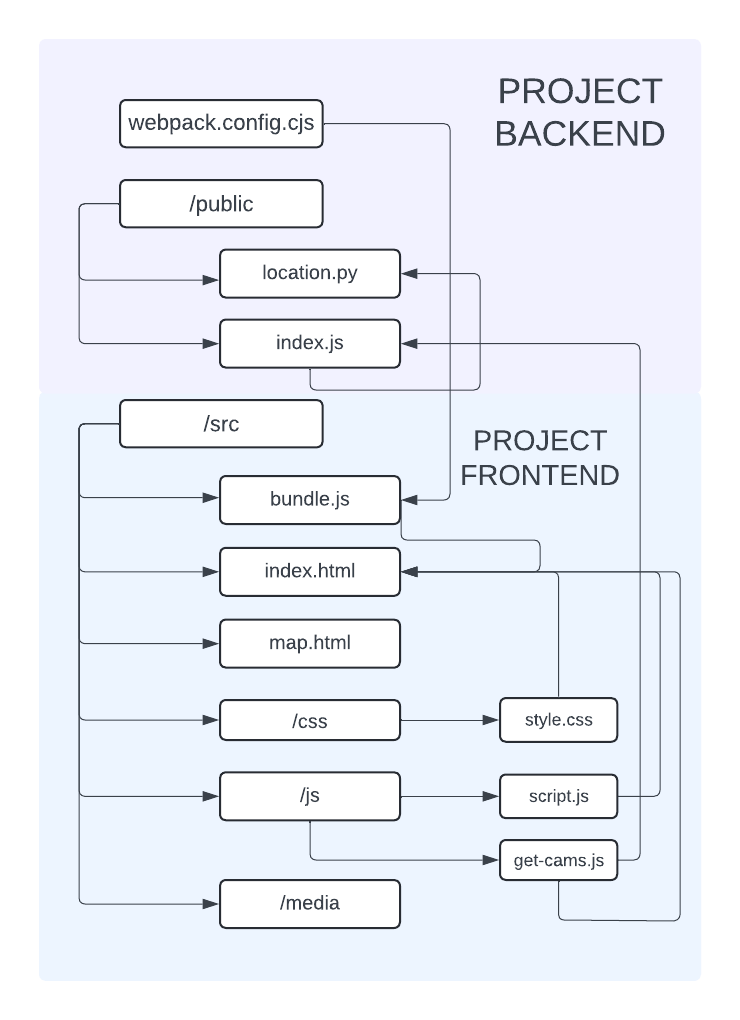 PROJECT
BACKEND
webpack.config.cjs
/public
location.py
index.js
/src
PROJECT
FRONTEND
bundle.js
index.html
map.html
/css
style.css
/js
script.js
get-cams.js
/media